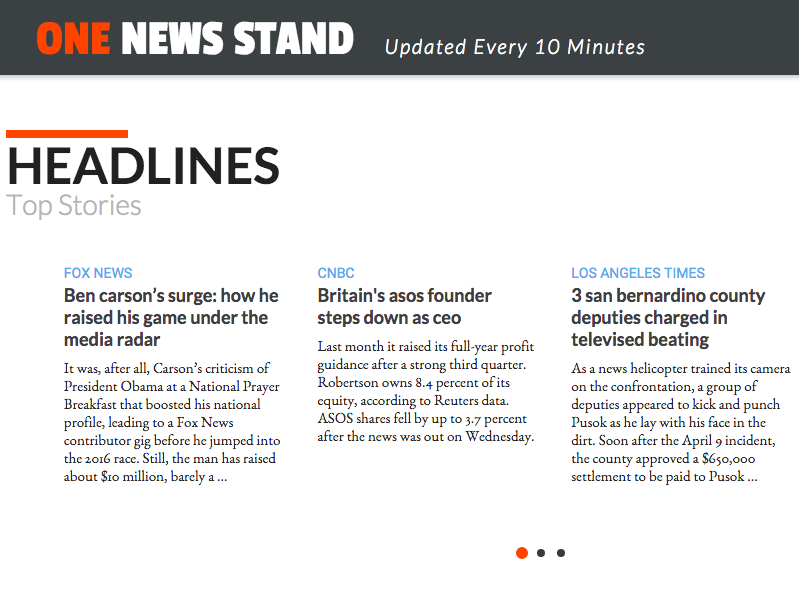 ONE NEWS STAND Updated Every 10 Minutes
HEADLINES
Top Stories
FOX NEWS
Ben carson’s surge: how he
raised his game under the
media radar
It was, after all, Carson’s criticism of
President Obama at a National Prayer
Breakfast that boosted his national
profile, leading to a Fox News
contributor gig before he jumped into
the 2016 race. Still, the man has raised
about $10 million, barely a ...
CNBC
Britain's asos founder
steps down as ceo
Last month it raised its full-year profit
guidance after a strong third quarter.
Robertson owns 8.4 percent of its
equity, according to Reuters data.
ASOS shares fell by up to 3.7 percent
after the news was out on Wednesday.
LOS ANGELES TIMES
3 san bernardino county
deputies charged in
televised beating
As a news helicopter trained its camera
on the confrontation, a group of
deputies appeared to kick and punch
Pusok as he lay with his face in the
dirt. Soon after the April 9 incident,
the county approved a $650,000
settlement to be paid to Pusok ...